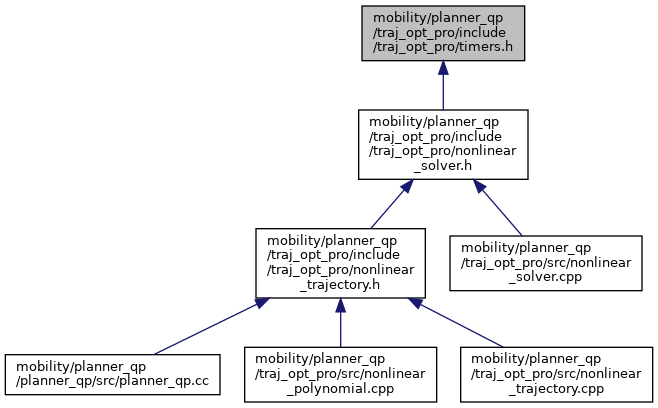 mobility/planner_qp
/traj_opt_pro/include
/traj_opt_pro/timers.h
mobility/planner_qp
/traj_opt_pro/include
/traj_opt_pro/nonlinear
_solver.h
mobility/planner_qp
/traj_opt_pro/include
/traj_opt_pro/nonlinear
_trajectory.h
mobility/planner_qp
/traj_opt_pro/src/nonlinear
_solver.cpp
mobility/planner_qp
/planner_qp/src/planner_qp.cc
mobility/planner_qp
/traj_opt_pro/src/nonlinear
_polynomial.cpp
mobility/planner_qp
/traj_opt_pro/src/nonlinear
_trajectory.cpp